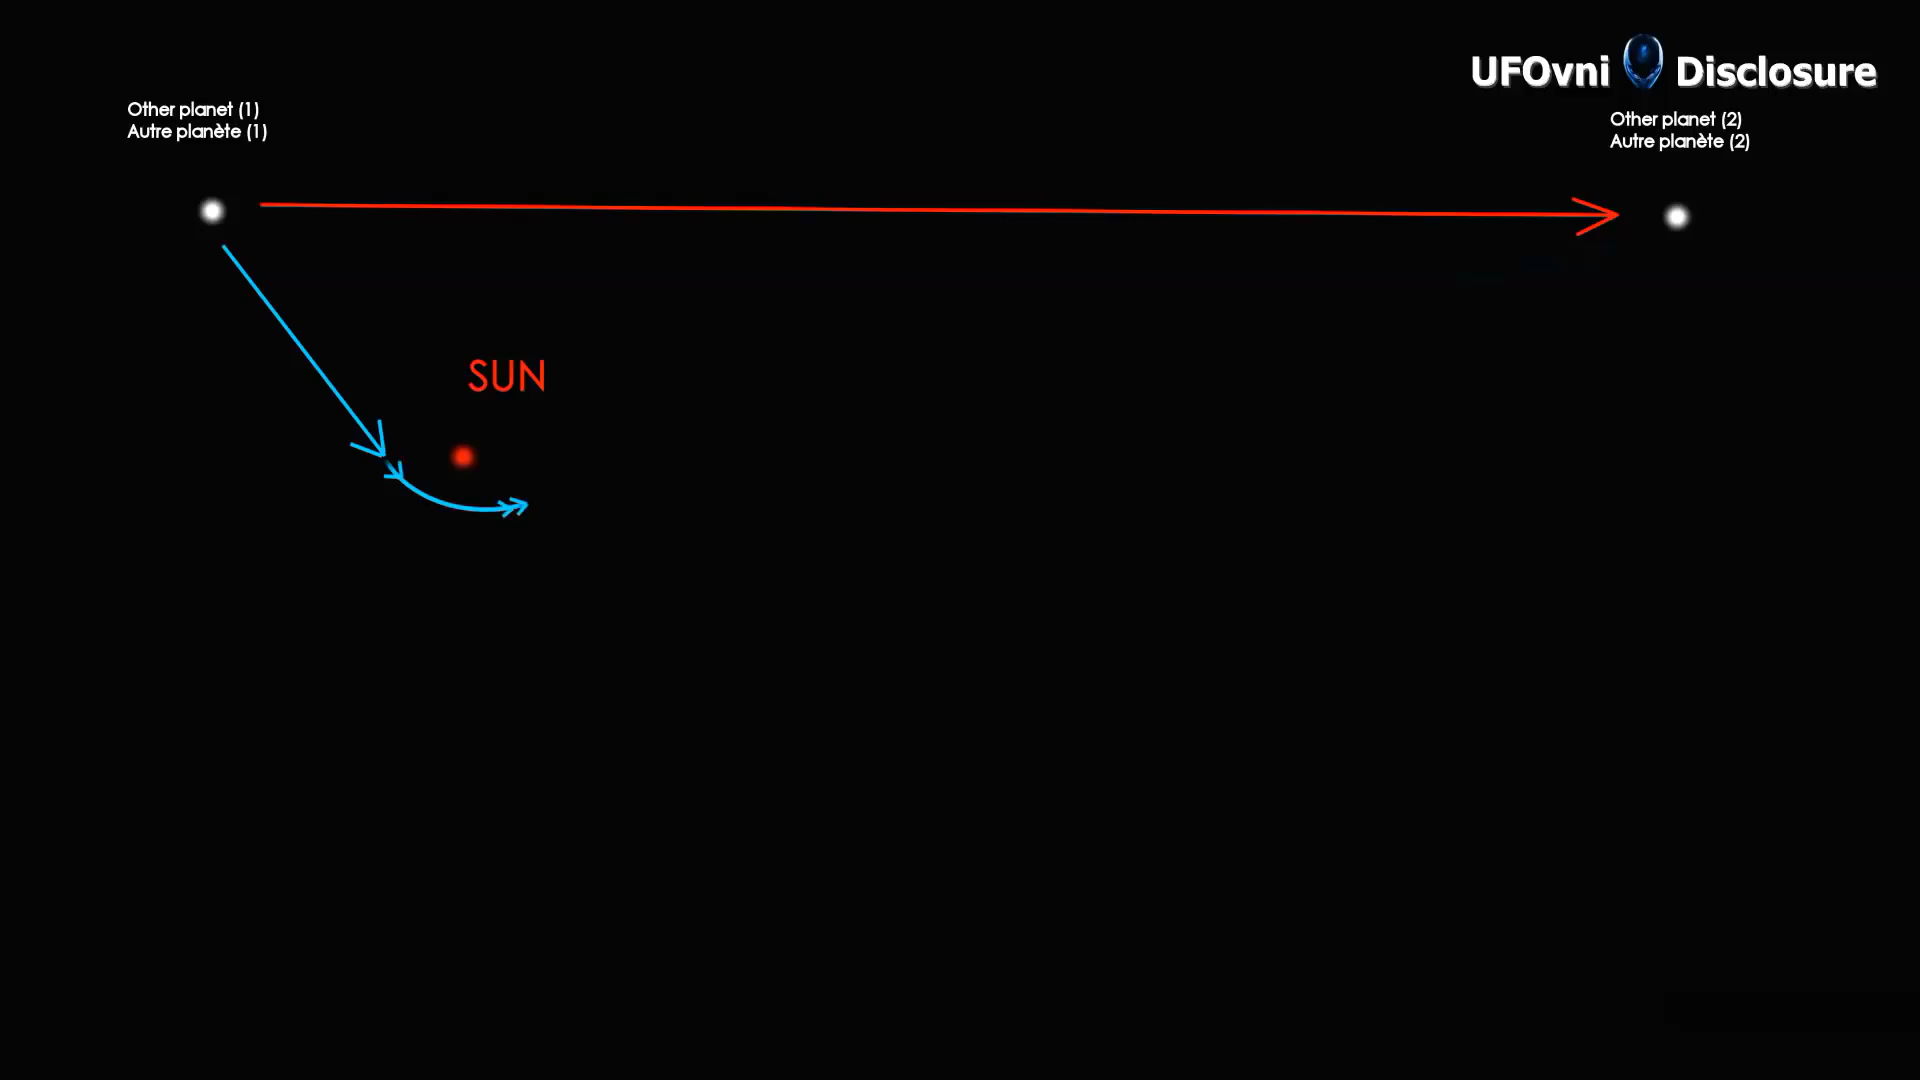 UFOvni Disclosure
Other planet (1)
Autre planète (1)
Other planet (2)
Autre planète (2)
SUN